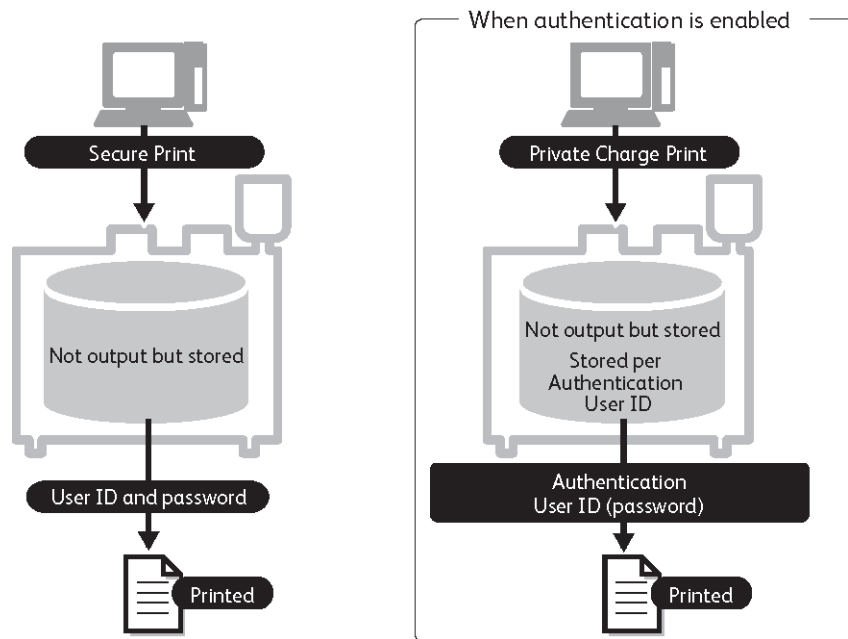 Secure Print
Not output but stored
User ID and password
Printed
When authentication is enabled
Private Charge Print
Not output but stored
Stored per
Authentication
User ID
Authentication
User ID (password)
Printed